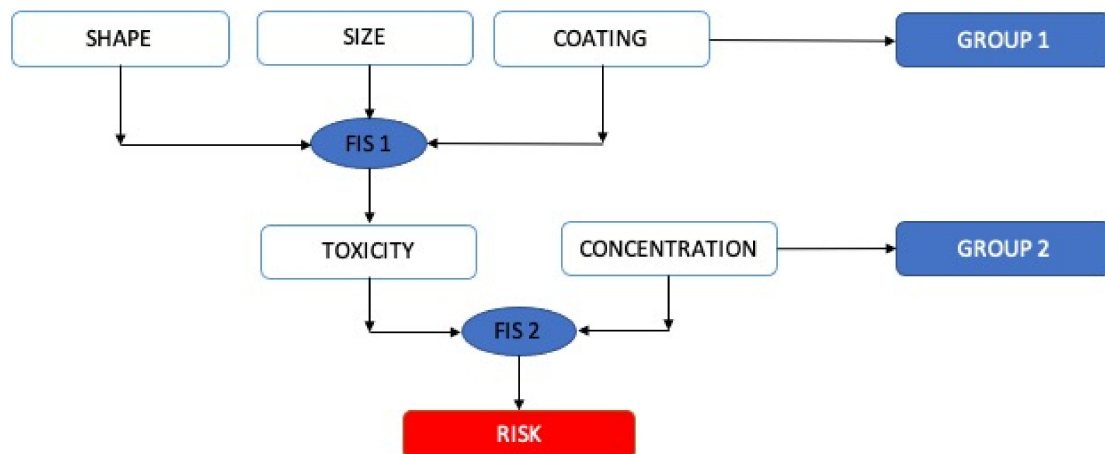 SHAPE
SIZE
COATING
GROUP 1
FIS 1
TOXICITY
CONCENTRATION
GROUP 2
FIS 2
RISK